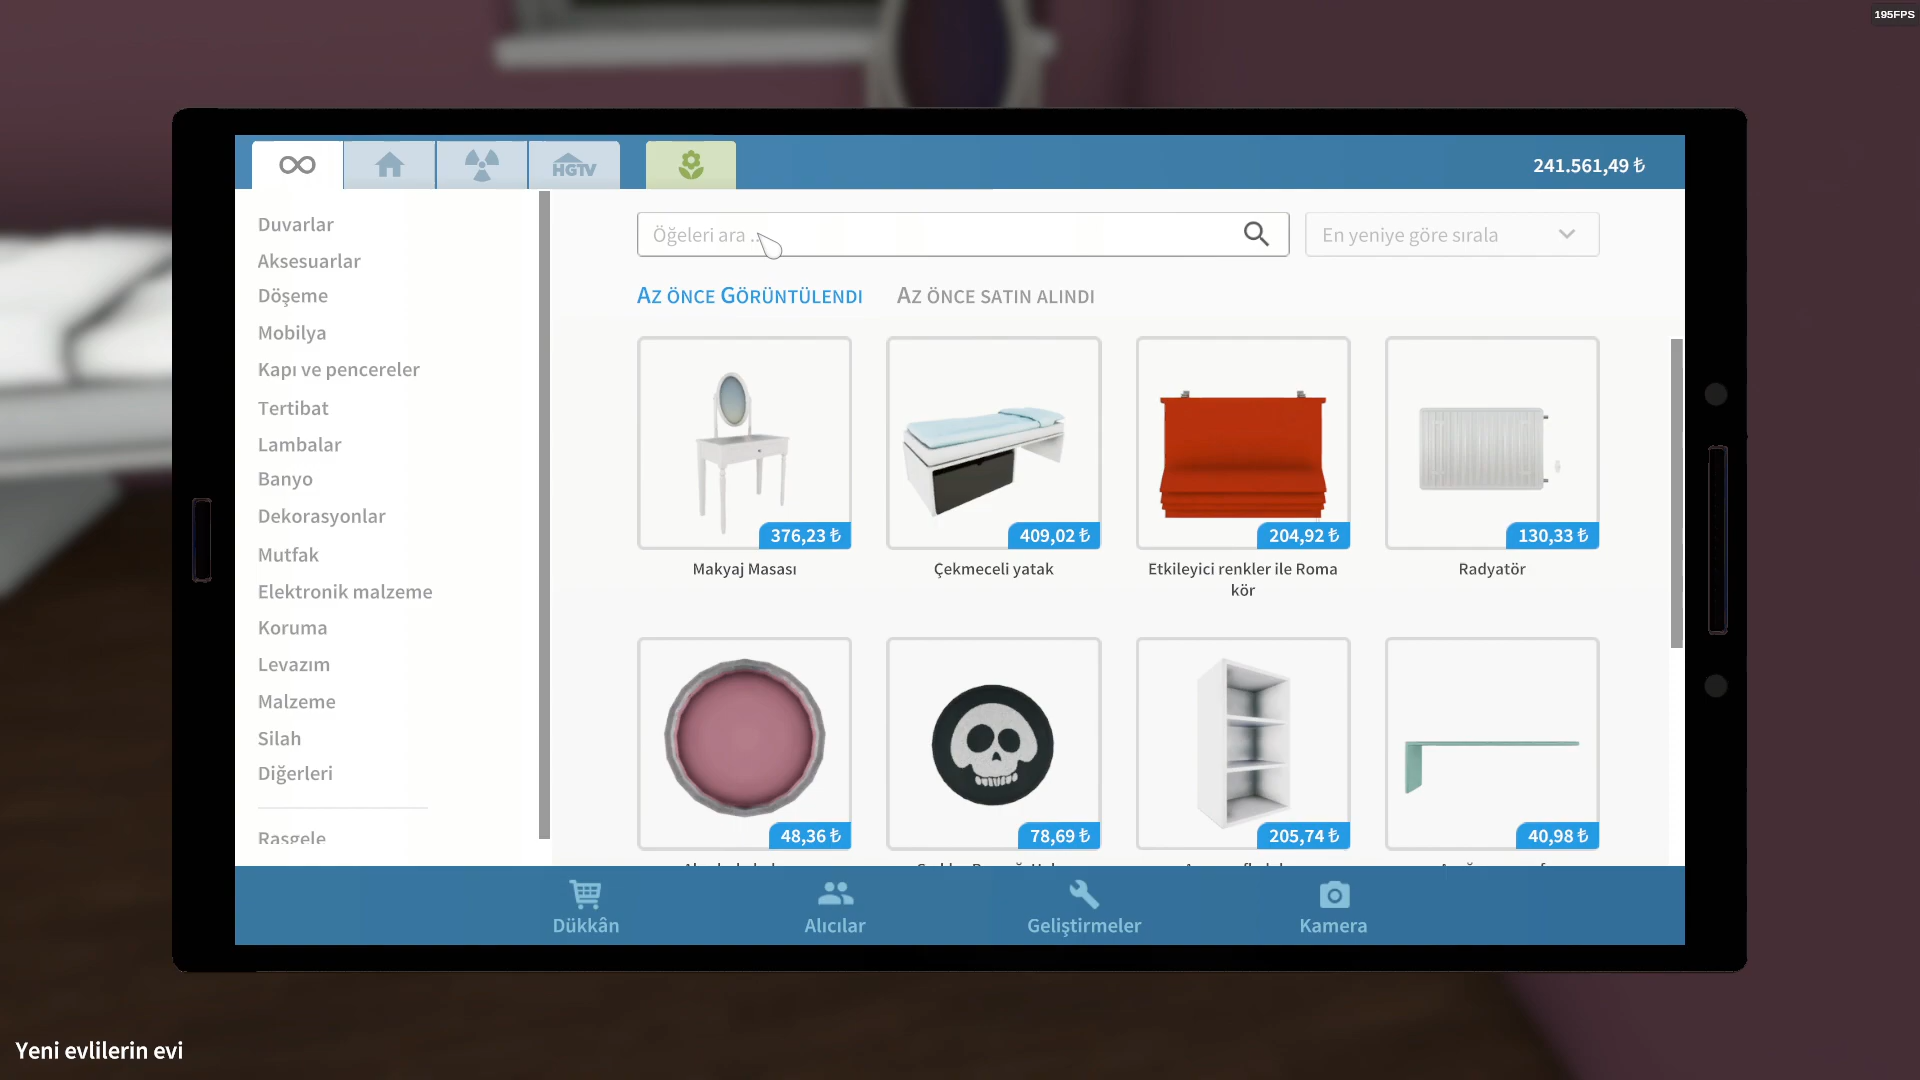 195FPS
HGTV
241.561,49 ₺
Duvarlar
Aksesuarlar
Döşeme
Mobilya
Kapı ve pencereler
Tertibat
Lambalar
Banyo
Dekorasyonlar
Mutfak
Elektronik malzeme
Koruma
Levazım
Malzeme
Silah
Diğerleri
Rasgele
Öğeleri ara ..
En yeniye göre sırala
Az önce Görüntülendi
Az önce satın alındı
376,23 ₺
409,02 ₺
204,92 ₺
130,33 ₺
Makyaj Masası
Çekmeceli yatak
Etkileyici renkler ile Roma
kör
Radyatör
48,36 ₺
78,69 ₺
205,74 ₺
40,98 ₺
Dükkân
Alıcılar
Geliştirmeler
Kamera
Yeni evlilerin evi